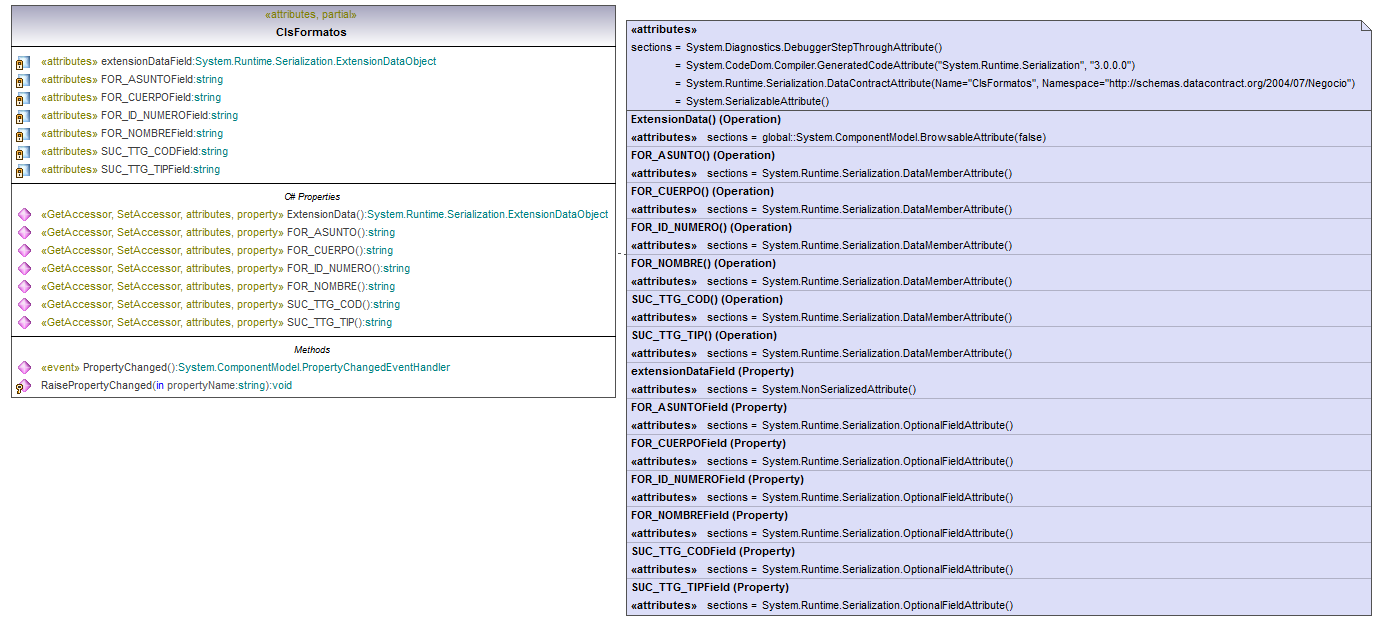 «attributes, partial»
ClsFormatos
«attributes» extensionDataField:System.Runtime.Serialization.ExtensionDataObject
«attributes» FOR_ASUNTOField:string
«attributes» FOR_CUERPOField:string
«attributes» FOR_ID_NUMEROField:string
«attributes» FOR_NOMBREField:string
«attributes» SUC_TTG_CODField:string
«attributes» SUC_TTG_TIPField:string
C# Properties
«GetAccessor, SetAccessor, attributes, property» ExtensionData():System.Runtime.Serialization.ExtensionDataObject
«GetAccessor, SetAccessor, attributes, property» FOR_ASUNTO():string
«GetAccessor, SetAccessor, attributes, property» FOR_CUERPO():string
«GetAccessor, SetAccessor, attributes, property» FOR_ID_NUMERO():string
«GetAccessor, SetAccessor, attributes, property» FOR_NOMBRE():string
«GetAccessor, SetAccessor, attributes, property» SUC_TTG_COD():string
«GetAccessor, SetAccessor, attributes, property» SUC_TTG_TIP():string
Methods
«event» PropertyChanged():System.ComponentModel.PropertyChangedEventHandler
RaisePropertyChanged(in propertyName:string):void
«attributes»
sections = System.Diagnostics.DebuggerStepThroughAttribute()
= System.CodeDom.Compiler.GeneratedCodeAttribute("System.Runtime.Serialization", "3.0.0.0")
= System.Runtime.Serialization.DataContractAttribute(Name="ClsFormatos", Namespace="http://schemas.datacontract.org/2004/07/Negocio")
= System.SerializableAttribute()
ExtensionData() (Operation)
«attributes» sections = global::System.ComponentModel.BrowsableAttribute(false)
FOR_ASUNTO() (Operation)
«attributes» sections = System.Runtime.Serialization.DataMemberAttribute()
FOR_CUERPO() (Operation)
«attributes» sections = System.Runtime.Serialization.DataMemberAttribute()
FOR_ID_NUMERO() (Operation)
«attributes» sections = System.Runtime.Serialization.DataMemberAttribute()
FOR_NOMBRE() (Operation)
«attributes» sections = System.Runtime.Serialization.DataMemberAttribute()
SUC_TTG_COD() (Operation)
«attributes» sections = System.Runtime.Serialization.DataMemberAttribute()
SUC_TTG_TIP() (Operation)
«attributes» sections = System.Runtime.Serialization.DataMemberAttribute()
extensionDataField (Property)
«attributes» sections = System.NonSerializedAttribute()
FOR_ASUNTOField (Property)
«attributes» sections = System.Runtime.Serialization.OptionalFieldAttribute()
FOR_CUERPOField (Property)
«attributes» sections = System.Runtime.Serialization.OptionalFieldAttribute()
FOR_ID_NUMEROField (Property)
«attributes» sections = System.Runtime.Serialization.OptionalFieldAttribute()
FOR_NOMBREField (Property)
«attributes» sections = System.Runtime.Serialization.OptionalFieldAttribute()
SUC_TTG_CODField (Property)
«attributes» sections = System.Runtime.Serialization.OptionalFieldAttribute()
SUC_TTG_TIPField (Property)
«attributes» sections = System.Runtime.Serialization.OptionalFieldAttribute()